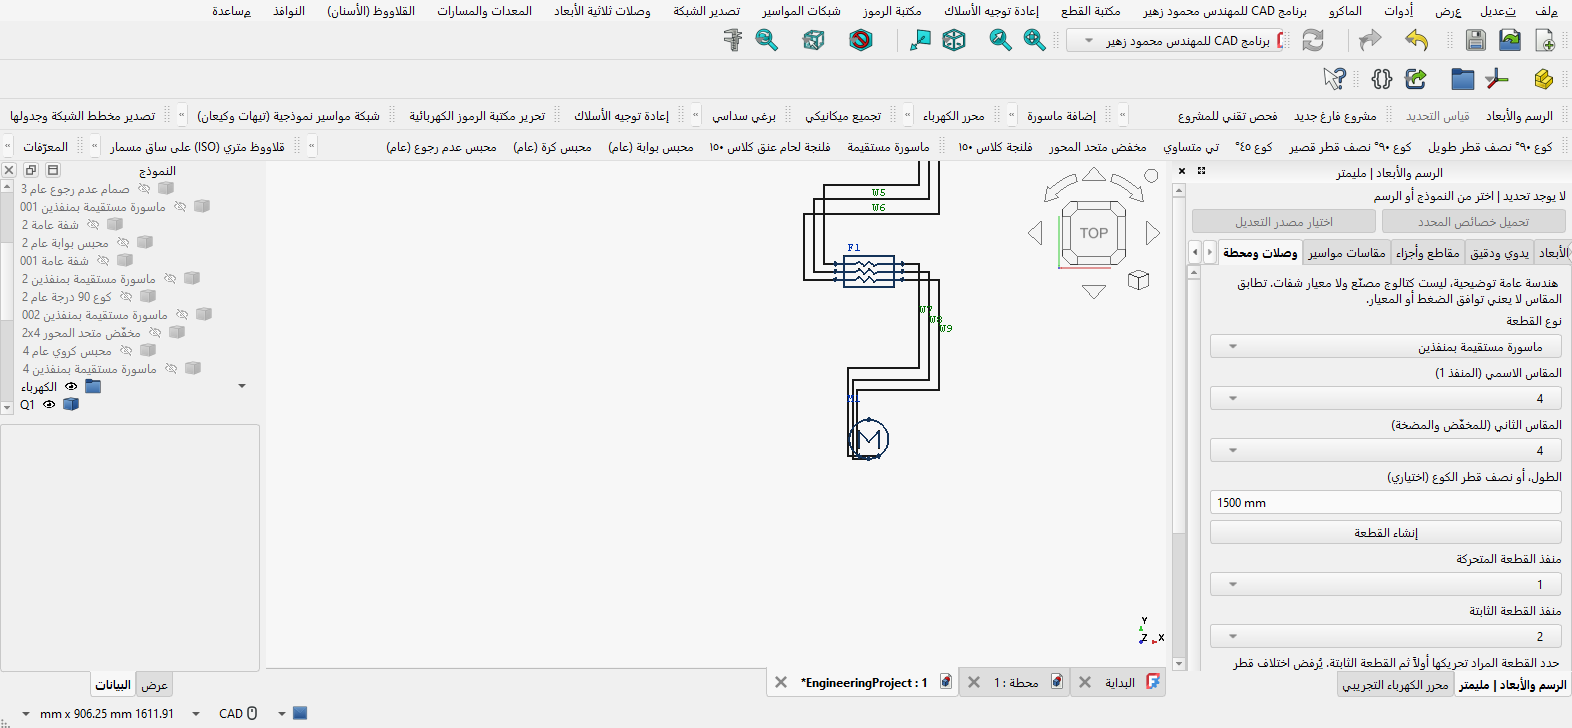 ملف تعديل عرض أدوات الماكرو برنامج CAD للمهندس محمود زهير مكتبة القطع إعادة توجيه الأسلاك مكتبة الرموز شبكات المواسير تصدير الشبكة وصلات ثلاثية الأبعاد المعدات والمسارات القلاووظ (الأسنان) النوافذ مساعدة
برنامج CAD للمهندس محمود زهير
الرسم والأبعاد قياس التحديد مشروع فارغ جديد فحص تقني للمشروع » إضافة ماسورة » محرر الكهرباء » تجميع ميكانيكي برغي سداسي » إعادة توجيه الأسلاك تحرير مكتبة الرموز الكهربائية شبكة مواسير نموذجية (تيهات وكيعان) » تصدير مخطط الشبكة وجدولها
كوع ٩٠° نصف قطر طويل كوع ٩٠° نصف قطر قصير كوع ٤٥° تي متساوي مخفض متحد المحور فلنجة كلاس ١٥٠ ماسورة مستقيمة فلنجة لحام عنق كلاس ١٥٠ محبس بوابة (عام) محبس كرة (عام) محبس عدم رجوع (عام) » قلاووظ متري (ISO) على ساق مسمار » المعرّفات »
الرسم والأبعاد | مليمتر
لا يوجد تحديد | اختر من النموذج أو الرسم
تحميل خصائص المحدد اختيار مصدر التعديل
الأبعاد يدوي ودقيق مقاطع وأجزاء مقاسات مواسير وصلات ومحطة
هندسة عامة توضيحية، ليست كتالوج مصنّع ولا معيار شفات. تطابق
المقاس لا يعني توافق الضغط أو المعيار.
نوع القطعة
ماسورة مستقيمة بمنفذين
المقاس الاسمي (المنفذ 1)
4
المقاس الثاني (للمخفّض والمضخة)
4
الطول، أو نصف قطر الكوع (اختياري)
1500 mm
إنشاء القطعة
منفذ القطعة المتحركة
1
منفذ القطعة الثابتة
2
حدد القطعة المراد تحريكها أولاً ثم القطعة الثابتة. يُرفض اختلاف قطر
الرسم والأبعاد | مليمتر محرر الكهرباء التجريبي
TOP
W5
W6
F1
W7
W8
W9
M
Y
Z X
النموذج
صمام عدم رجوع عام 3
ماسورة مستقيمة بمنفذين 001
شفة عامة 2
محبس بوابة عام 2
شفة عامة 001
ماسورة مستقيمة بمنفذين 2
كوع 90 درجة عام 2
ماسورة مستقيمة بمنفذين 002
مخفّض متحد المحور 2x4
محبس كروي عام 4
ماسورة مستقيمة بمنفذين 4
الكهرباء
Q1
عرض البيانات
البداية محطة : 1 EngineeringProject : 1*
CAD
mm x 906.25 mm 1611.91